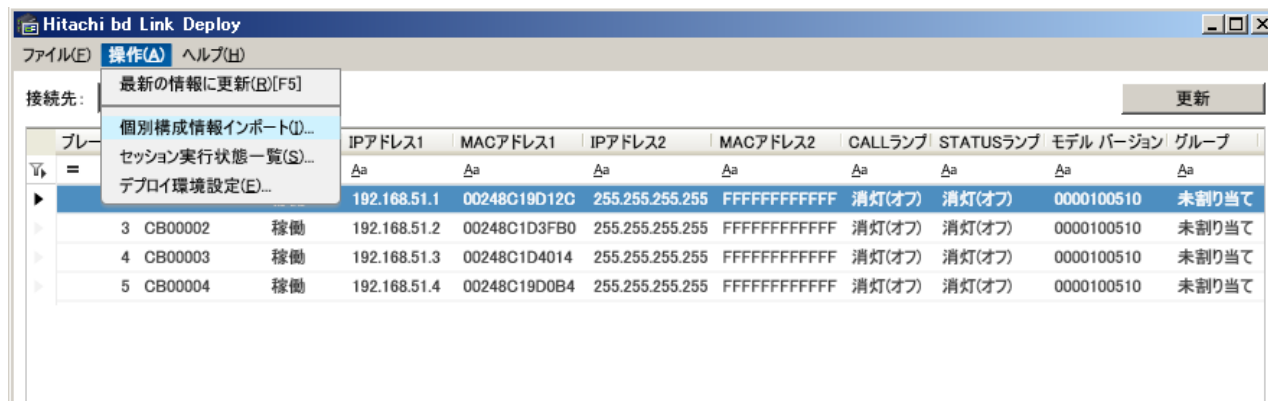 Hitachi bd Link Deploy
ファイル(F) 操作(A) ヘルプ(H)
最新の情報に更新(R)[F5]
接続先: 更新
個別構成情報インポート(I)...
セッション実行状態一覧(S)...
デプロイ環境設定(E)...
ブレー IPアドレス1 MACアドレス1 IPアドレス2 MACアドレス2 CALLランプ STATUSランプ モデル バージョン グループ
= Aa Aa Aa Aa Aa Aa Aa Aa
192.168.51.1 00248C19D12C 255.255.255.255 FFFFFFFFFFFF 消灯(オフ) 消灯(オフ) 0000100510 未割り当て
3 CB00002 稼働 192.168.51.2 00248C1D3FB0 255.255.255.255 FFFFFFFFFFFF 消灯(オフ) 消灯(オフ) 0000100510 未割り当て
4 CB00003 稼働 192.168.51.3 00248C1D4014 255.255.255.255 FFFFFFFFFFFF 消灯(オフ) 消灯(オフ) 0000100510 未割り当て
5 CB00004 稼働 192.168.51.4 00248C19D0B4 255.255.255.255 FFFFFFFFFFFF 消灯(オフ) 消灯(オフ) 0000100510 未割り当て